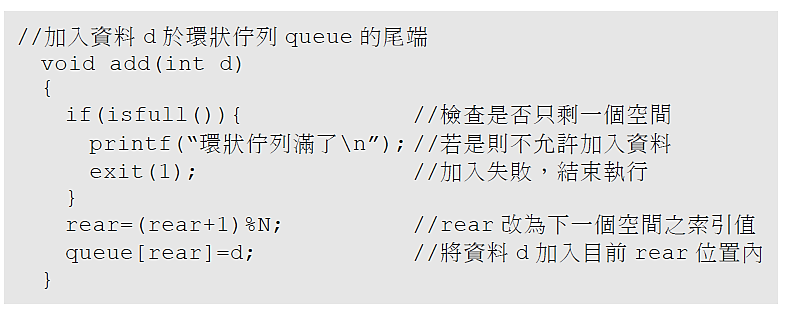 //加入資料 d 於環狀佇列 queue 的尾端
void add(int d)
{
if(isfull()){ //檢查是否只剩一個空間
printf(“環狀佇列滿了\n”); //若是則不允許加入資料
exit(1); //加入失敗，結束執行
}
rear=(rear+1)%N; //rear 改為下一個空間之索引值
queue[rear]=d; //將資料 d 加入目前 rear 位置內
}